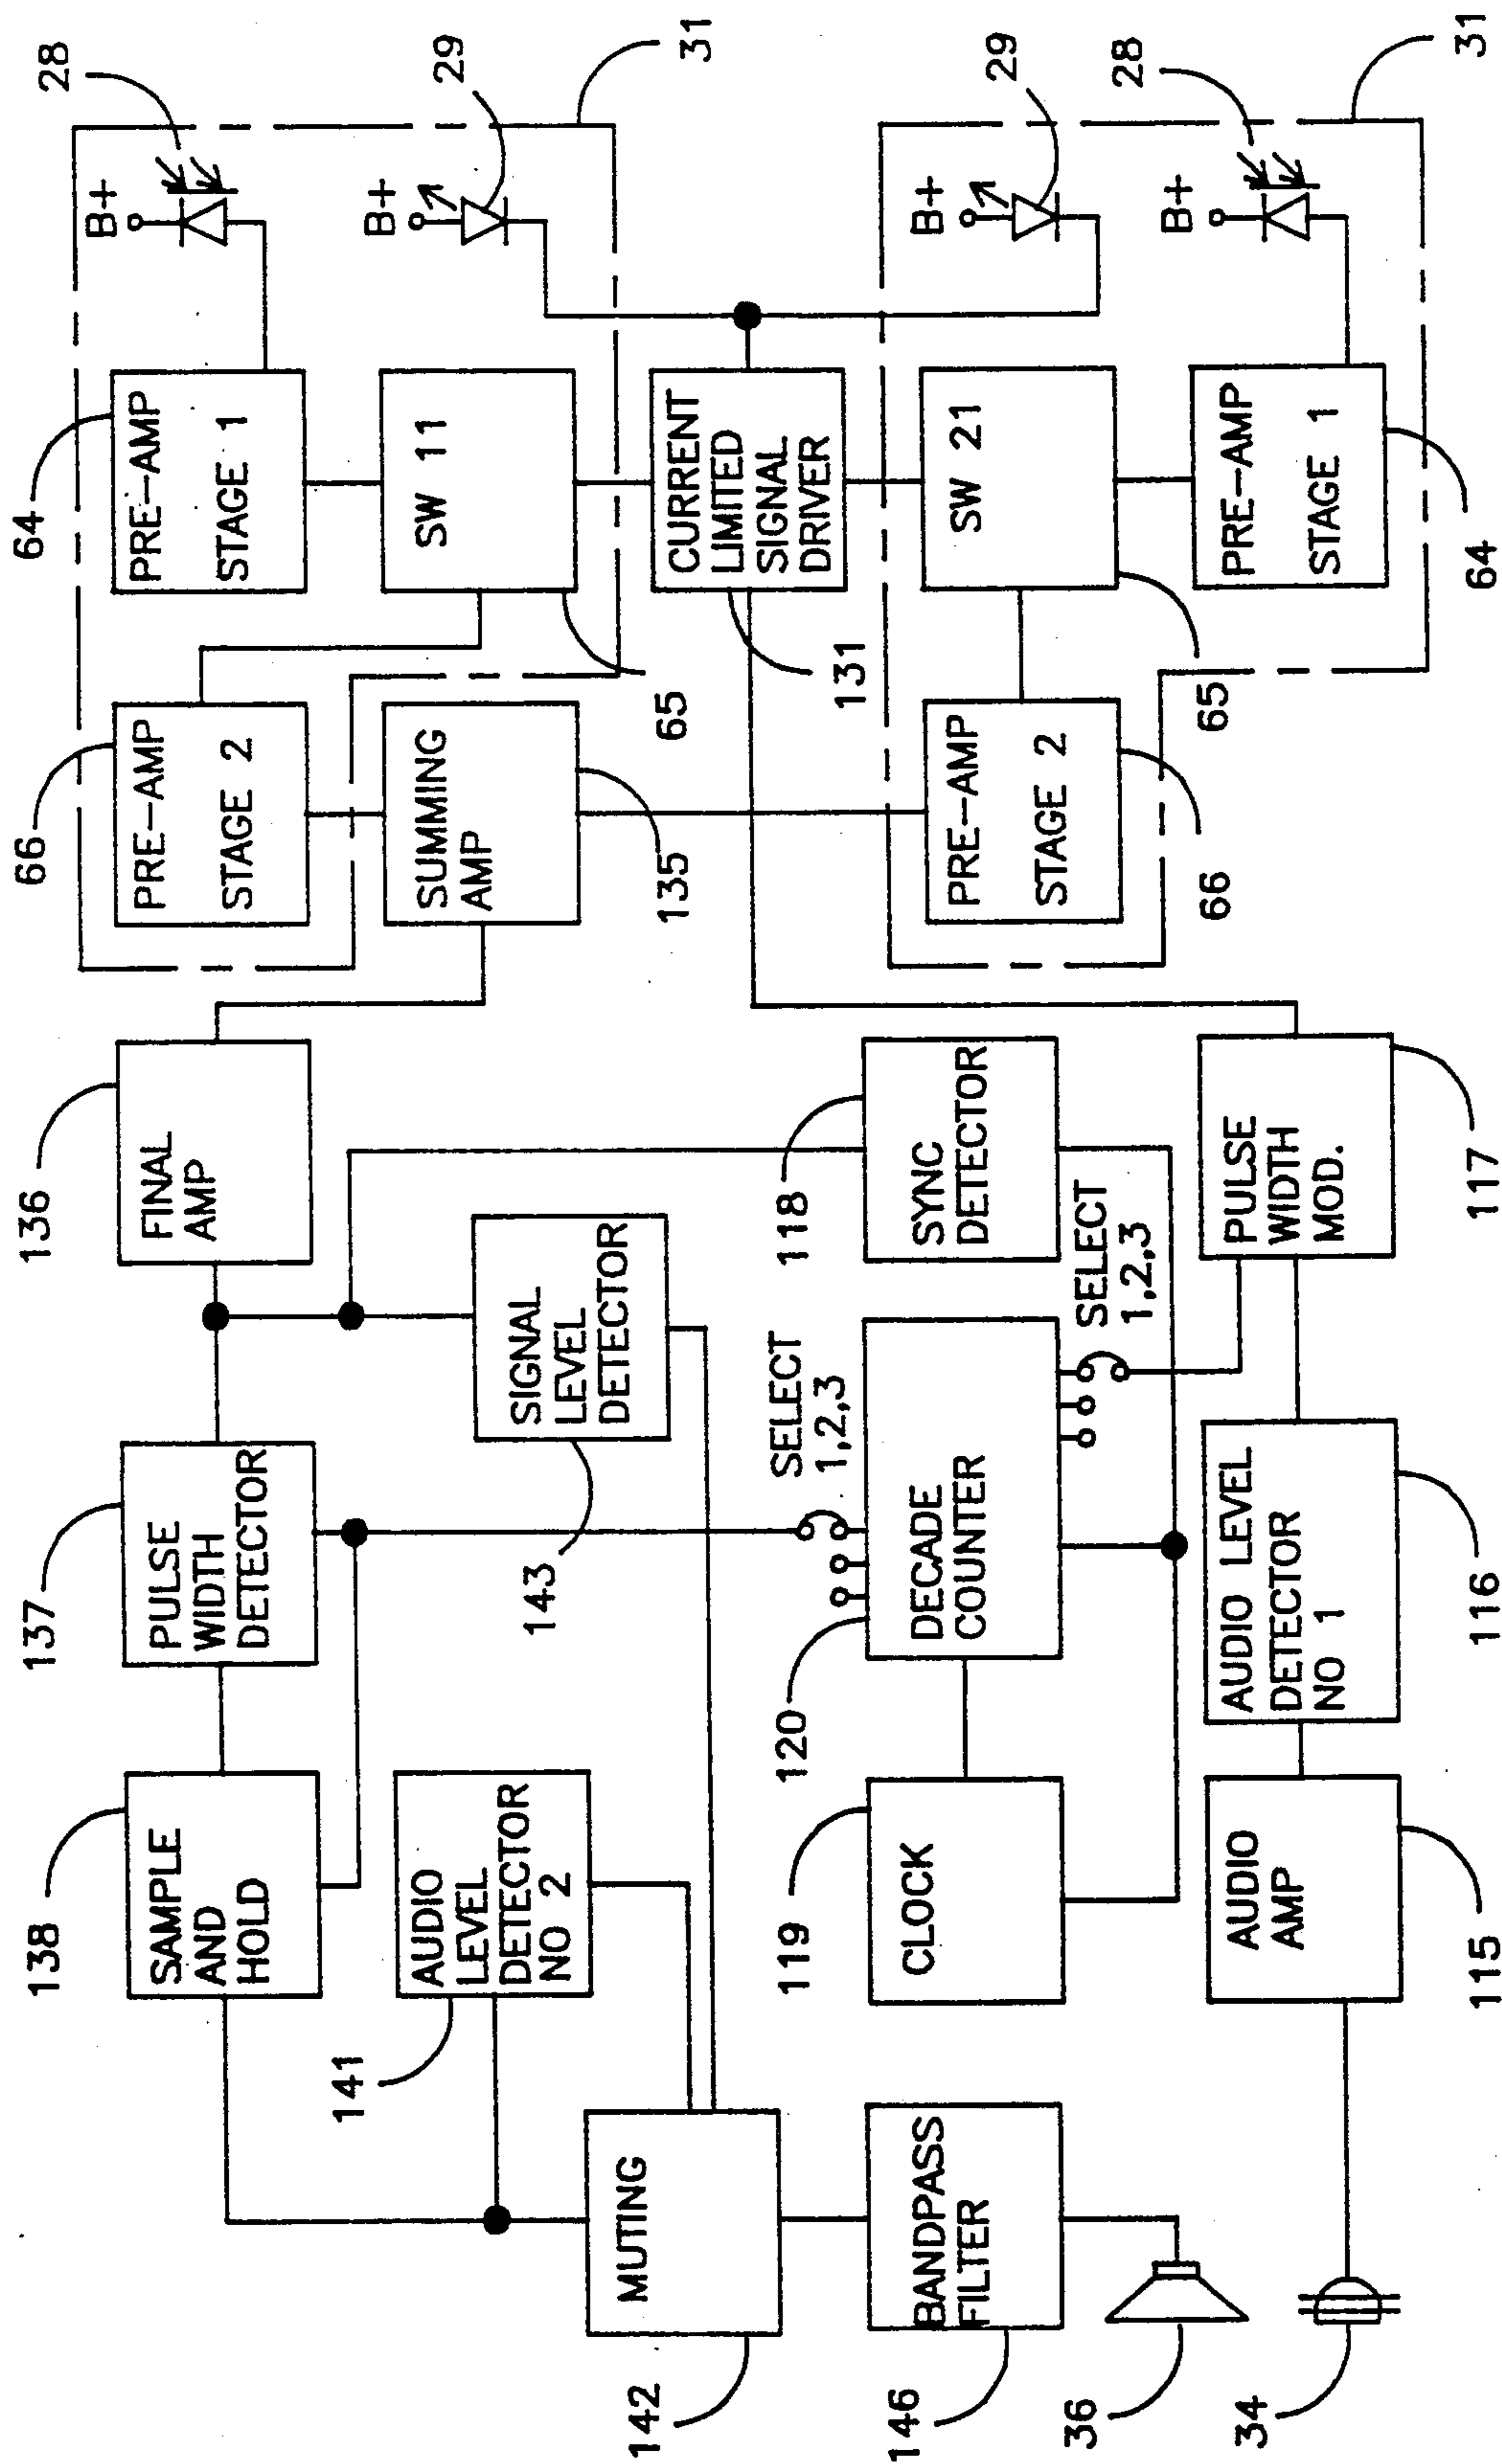 138
SAMPLE
AND
HOLD
137
PULSE
WIDTH
DETECTOR
136
FINAL
AMP
66
PRE-AMP
STAGE 2
64
PRE-AMP
STAGE 1
B+
28
141
AUDIO
LEVEL
DETECTOR
NO 2
143
SIGNAL
LEVEL
DETECTOR
SUMMING
AMP
135
SW 11
65
B+
29
31
142
MUTING
CURRENT
LIMITED
SIGNAL
DRIVER
131
146
BANDPASS
FILTER
119
CLOCK
120
DECADE
COUNTER
SELECT
1,2,3
SELECT
1,2,3
118
SYNC
DETECTOR
PRE-AMP
STAGE 2
66
SW 21
65
B+
29
36
34
AUDIO
AMP
115
AUDIO LEVEL
DETECTOR
NO 1
116
PULSE
WIDTH
MOD.
117
PRE-AMP
STAGE 1
64
B+
28
31